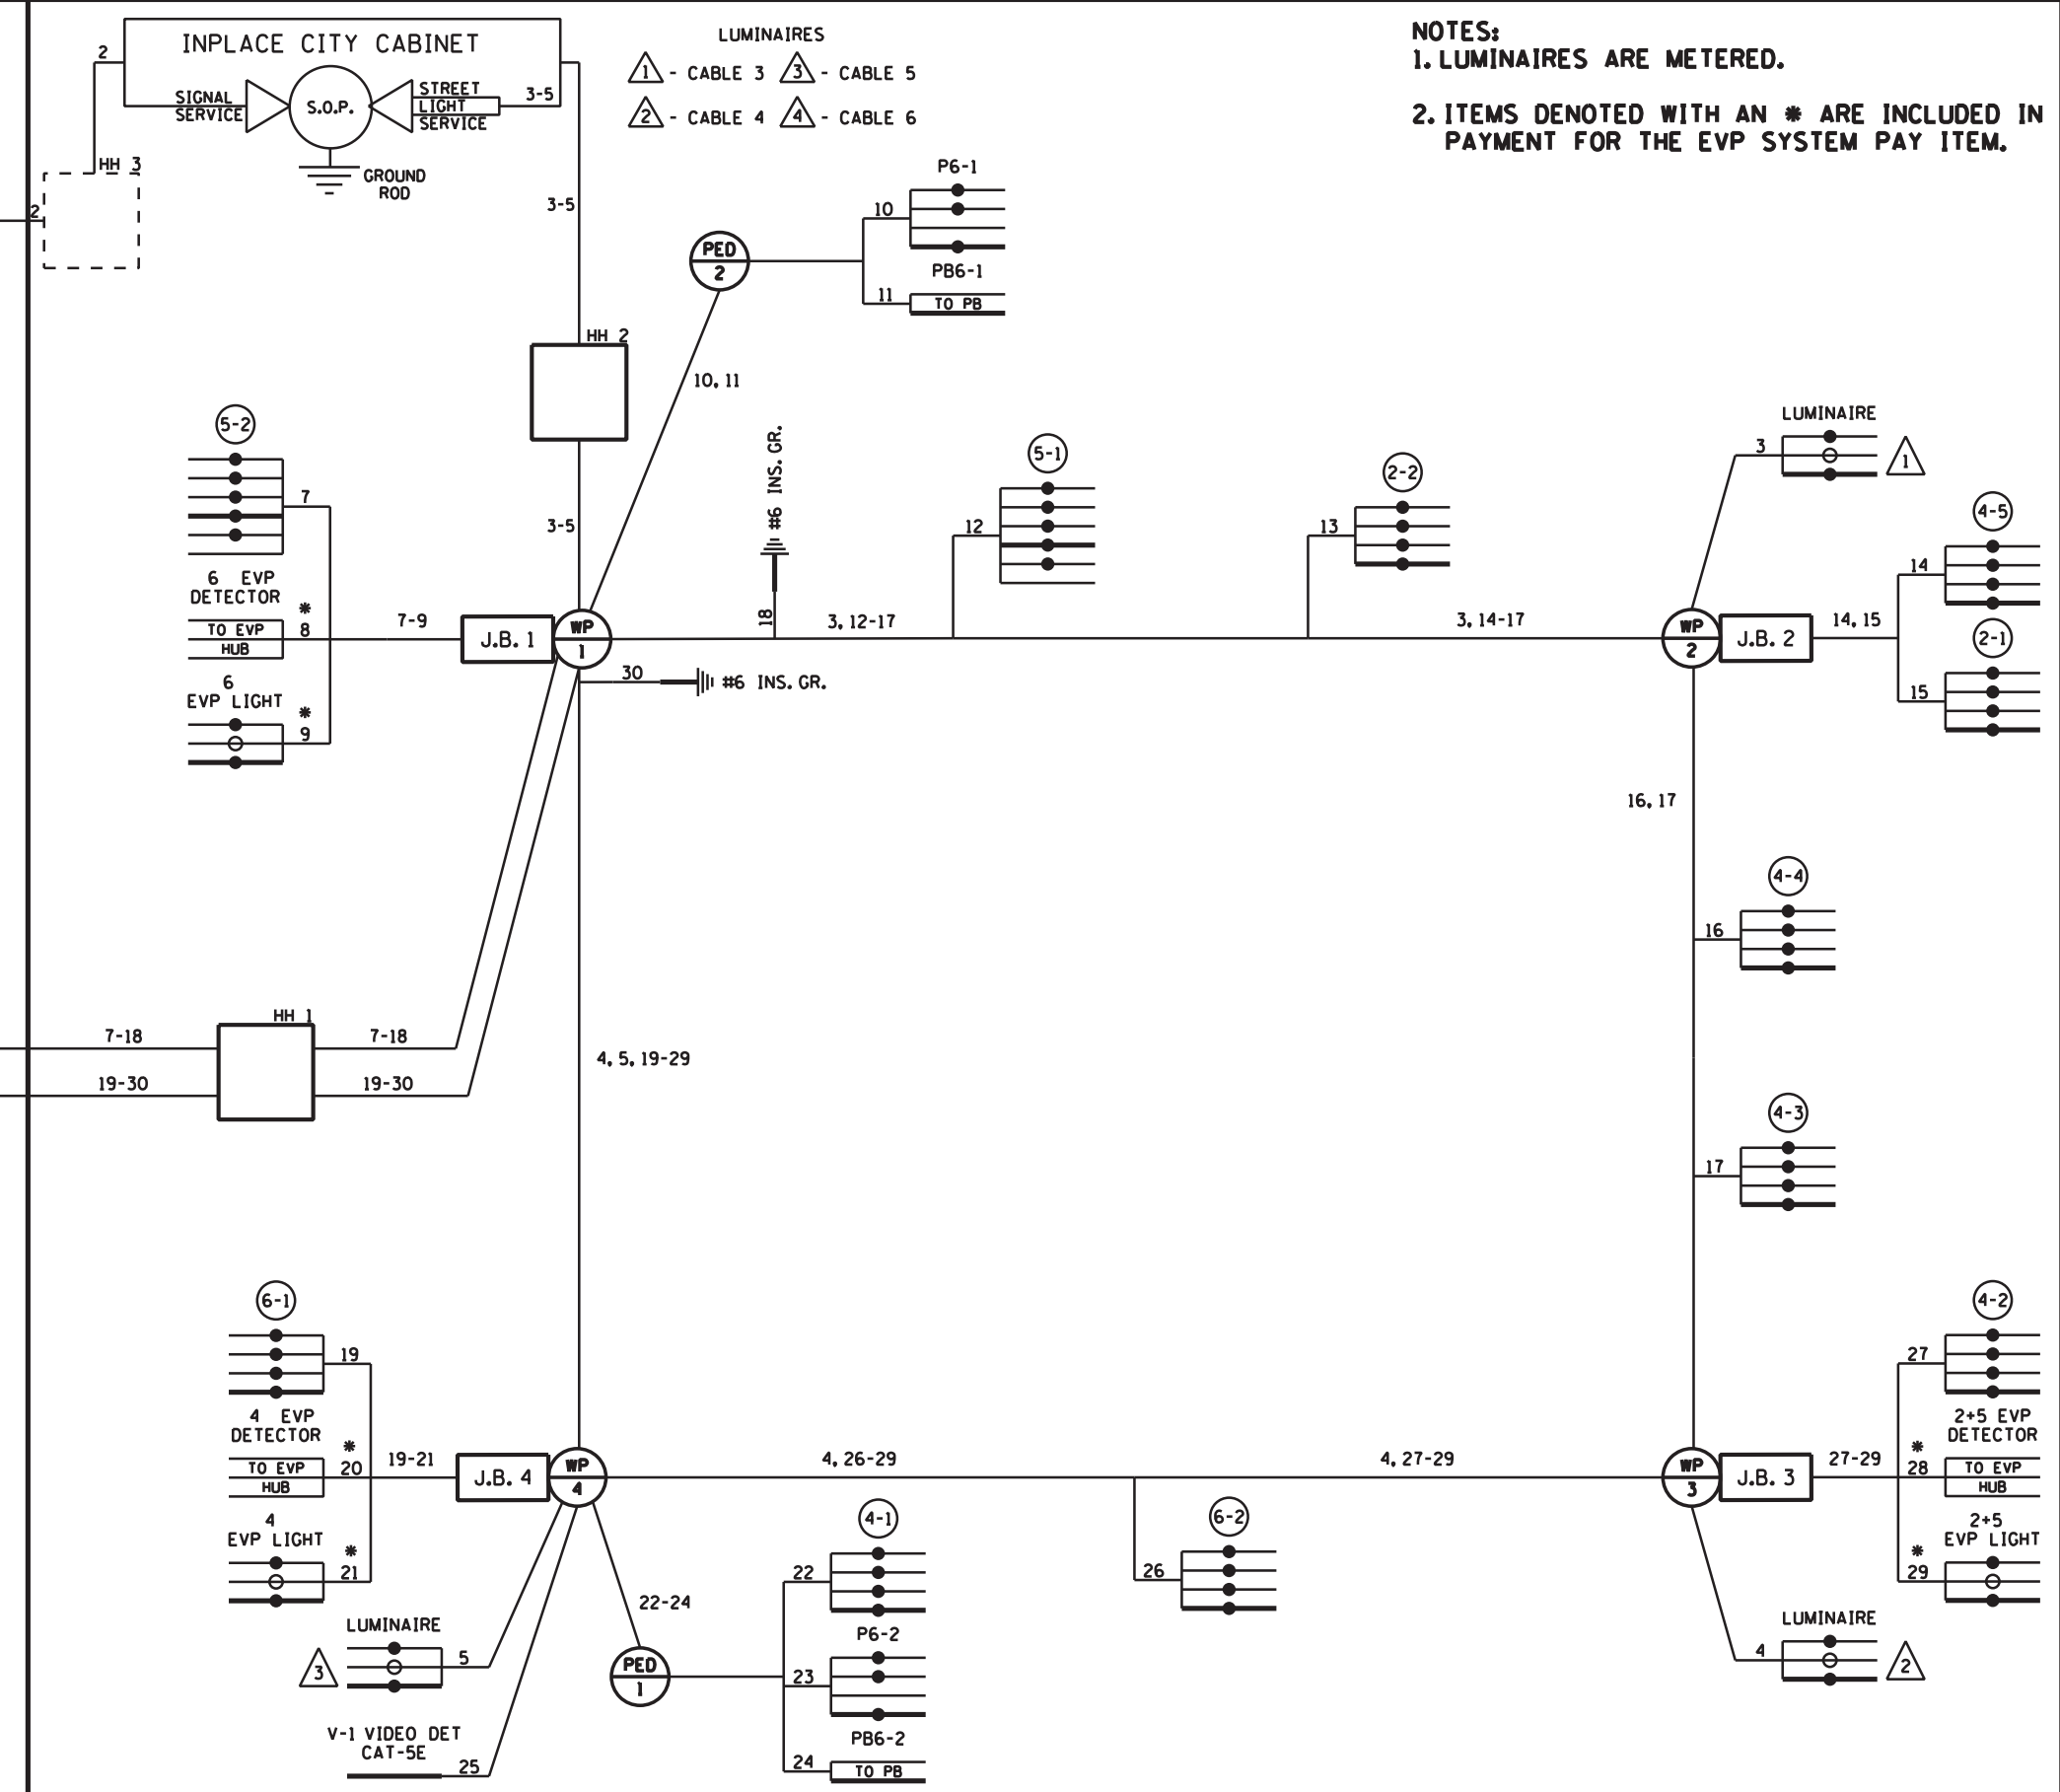 INPLACE CITY CABINET
2
SIGNAL
SERVICE
S.O.P.
STREET
LIGHT
SERVICE
3-5
GROUND
ROD
HH 3
2
LUMINAIRES
1 - CABLE 3 3 - CABLE 5
2 - CABLE 4 4 - CABLE 6
NOTES:
1. LUMINAIRES ARE METERED.
2. ITEMS DENOTED WITH AN * ARE INCLUDED IN
PAYMENT FOR THE EVP SYSTEM PAY ITEM.
3-5
PED
2
10
P6-1
PB6-1
11
TO PB
HH 2
10, 11
3-5
5-2
7
6 EVP
DETECTOR
*
8
TO EVP
HUB
6
EVP LIGHT
*
9
7-9
J.B. 1
WP
1
#6 INS. GR.
18
3, 12-17
30
#6 INS. GR.
5-1
12
2-2
13
3, 14-17
LUMINAIRE
3
1
WP
2
J.B. 2
14, 15
4-5
14
2-1
15
16, 17
4-4
16
4-3
17
HH 1
7-18
7-18
19-30
19-30
4, 5, 19-29
6-1
19
4 EVP
DETECTOR
*
20
TO EVP
HUB
4
EVP LIGHT
*
21
19-21
J.B. 4
WP
4
LUMINAIRE
3
5
V-1 VIDEO DET
CAT-5E
25
22-24
PED
1
4-1
22
P6-2
23
PB6-2
24
TO PB
4, 26-29
6-2
26
4, 27-29
WP
3
J.B. 3
27-29
4-2
27
2+5 EVP
DETECTOR
*
28
TO EVP
HUB
2+5
EVP LIGHT
*
29
LUMINAIRE
4
2